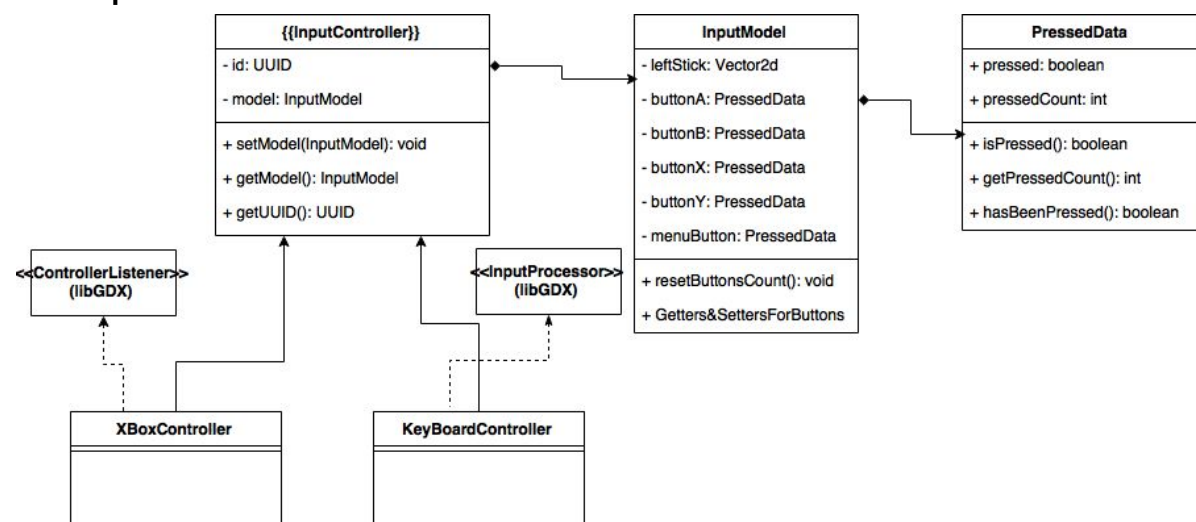 {{InputController}}
- id: UUID
- model: InputModel
+ setModel(InputModel): void
+ getModel(): InputModel
+ getUUID(): UUID
InputModel
- leftStick: Vector2d
- buttonA: PressedData
- buttonB: PressedData
- buttonX: PressedData
- buttonY: PressedData
- menuButton: PressedData
+ resetButtonsCount(): void
+ Getters&SettersForButtons
PressedData
+ pressed: boolean
+ pressedCount: int
+ isPressed(): boolean
+ getPressedCount(): int
+ hasBeenPressed(): boolean
<<ControllerListener>>
(libGDX)
<<InputProcessor>>
(libGDX)
XBoxController
KeyBoardController